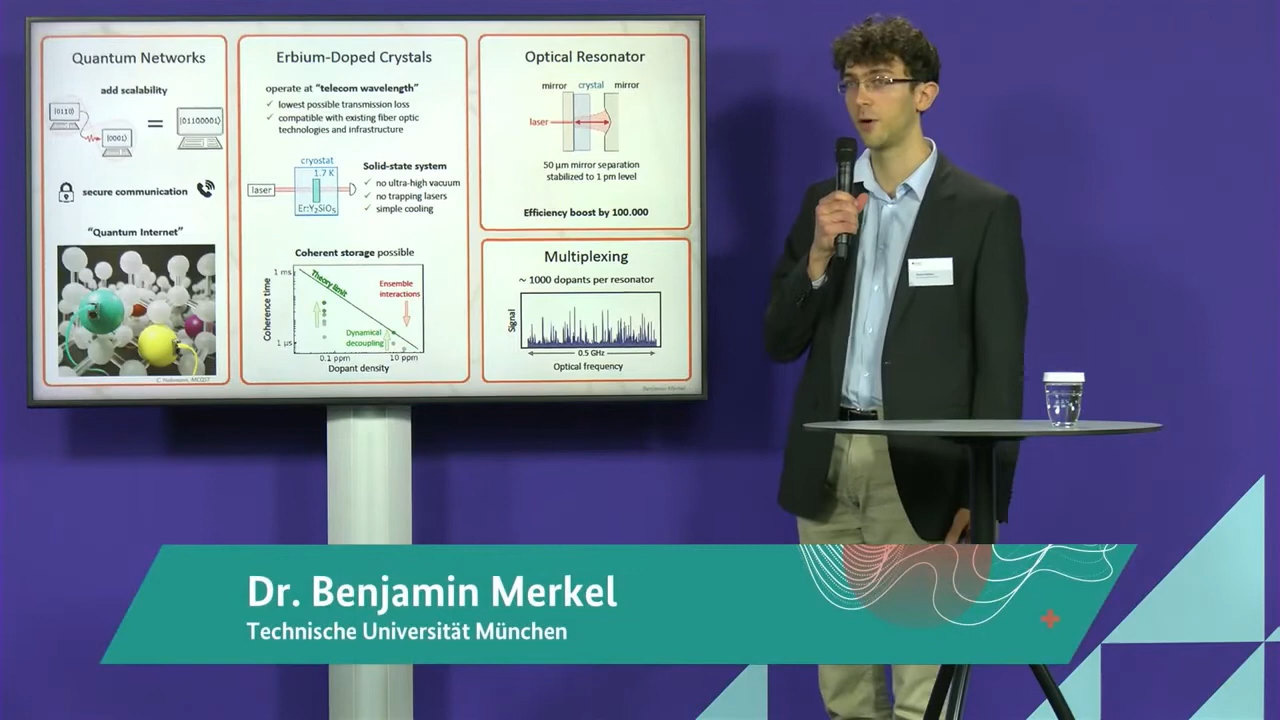 Quantum Networks
add scalability
|0110⟩
|0001⟩
=
|01100001⟩
secure communication
“Quantum Internet”
Erbium-Doped Crystals
operate at “telecom wavelength”
✓ lowest possible transmission loss
✓ compatible with existing fiber optic
technologies and infrastructure
cryostat
1.7 K
laser
Er:Y₂SiO₅
Solid-state system
✓ no ultra-high vacuum
✓ no trapping lasers
✓ simple cooling
Coherent storage possible
1 ms
Theory limit
Ensemble
interactions
Coherence time
Dynamical
decoupling
1 µs
0.1 ppm
10 ppm
Dopant density
Optical Resonator
mirror crystal mirror
laser
50 µm mirror separation
stabilized to 1 pm level
Efficiency boost by 100.000
Multiplexing
~ 1000 dopants per resonator
Signal
0.5 GHz
Optical frequency
Benjamin Merkel
Dr. Benjamin Merkel
Technische Universität München